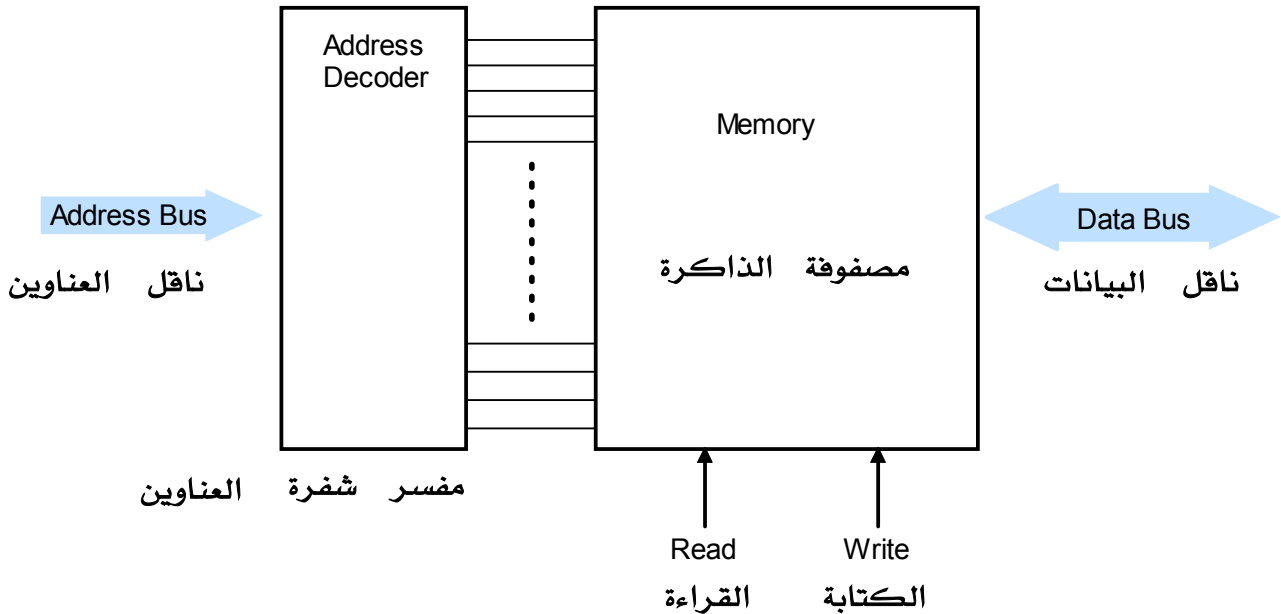 Address
Decoder
Memory
Address Bus
Data Bus
ناقل العناوين
مصفوفة الذاكرة
ناقل البيانات
مفسر شفرة العناوين
Read
Write
القراءة
الكتابة